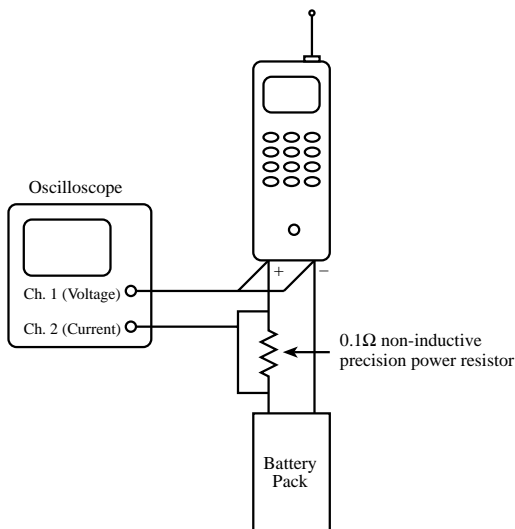 Oscilloscope
+
−
Ch. 1 (Voltage)
Ch. 2 (Current)
0.1Ω non-inductive
precision power resistor
Battery
Pack